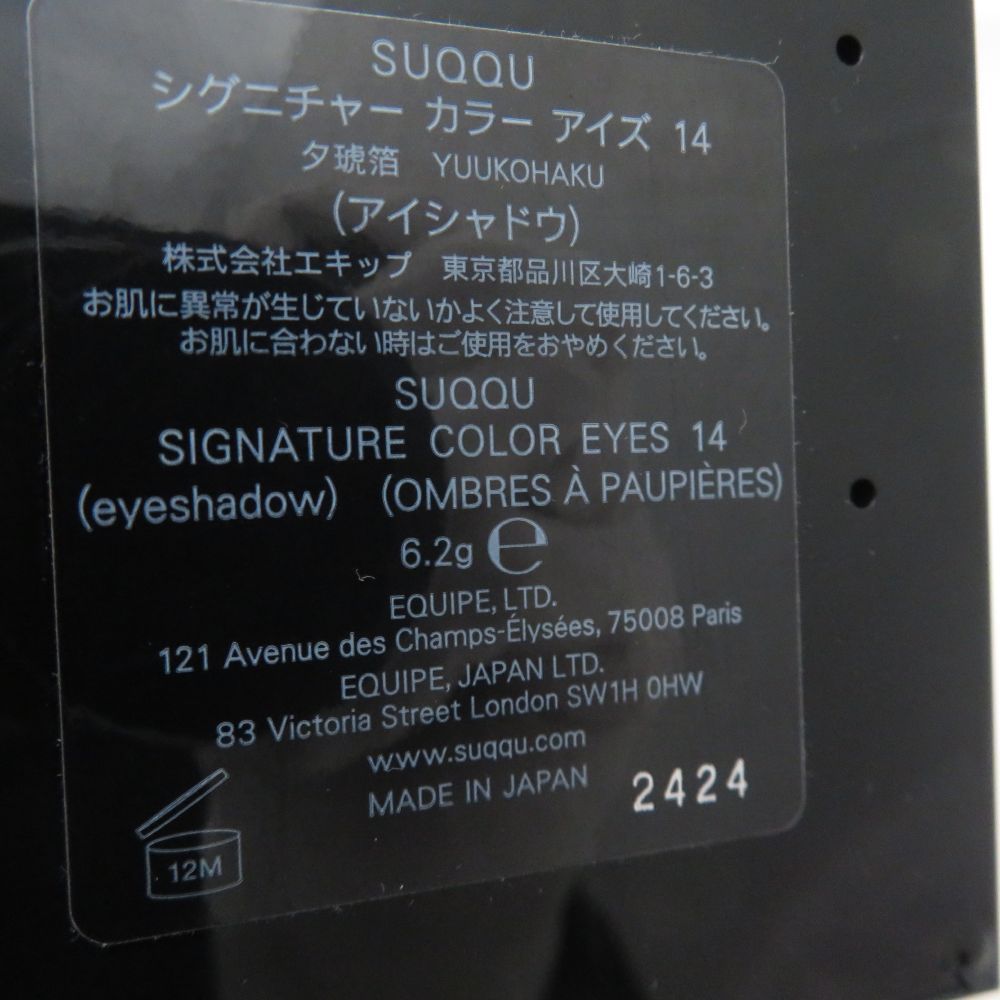 SUQQU
シグニチャー カラー アイズ 14
夕琥箔 YUUKOHAKU
(アイシャドウ)
株式会社エキップ 東京都品川区大崎1-6-3
お肌に異常が生じていないかよく注意して使用してください。
お肌に合わない時はご使用をおやめください。
SUQQU
SIGNATURE COLOR EYES 14
(eyeshadow) (OMBRES À PAUPIÈRES)
6.2g ℮
EQUIPE, LTD.
121 Avenue des Champs-Élysées, 75008 Paris
EQUIPE, JAPAN LTD.
83 Victoria Street London SW1H 0HW
www.suqqu.com
MADE IN JAPAN 2424
12M